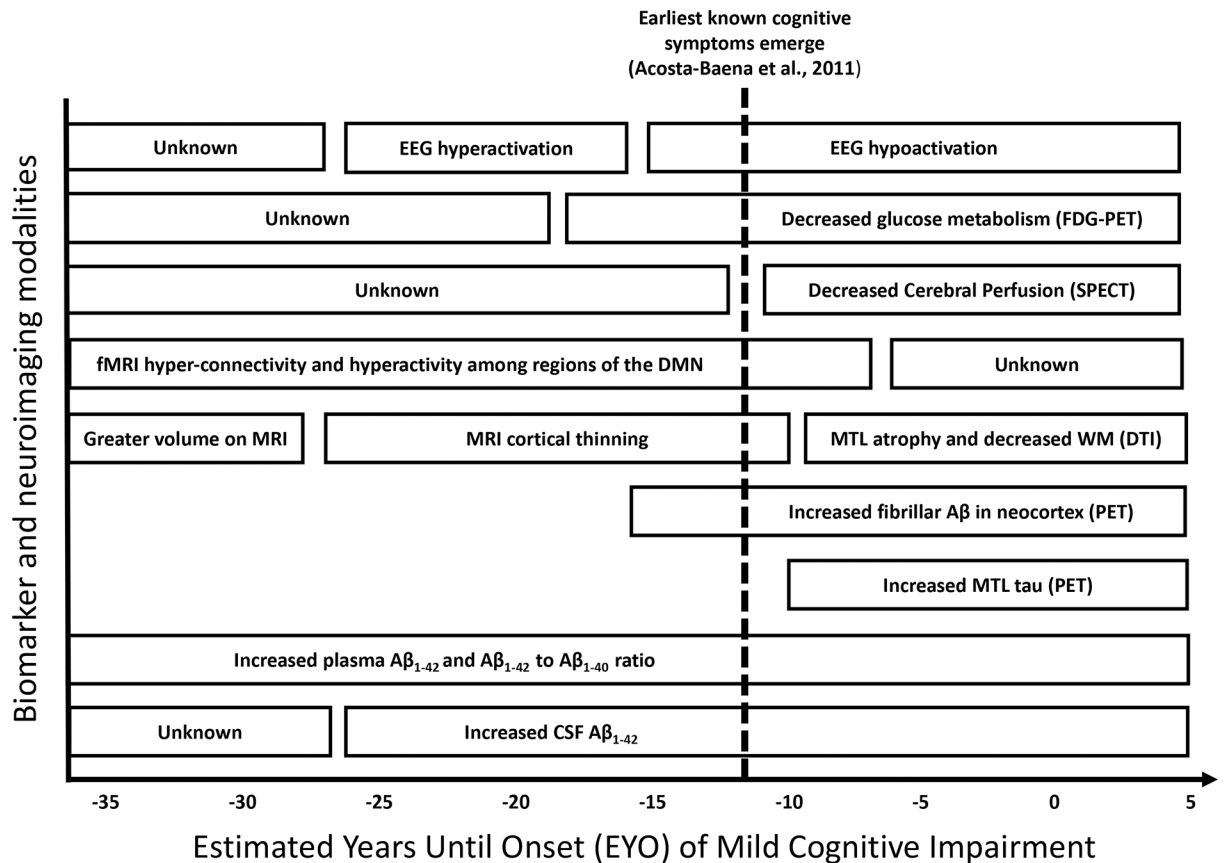 Earliest known cognitive
symptoms emerge
(Acosta-Baena et al., 2011)
Biomarker and neuroimaging modalities
Unknown
EEG hyperactivation
EEG hypoactivation
Unknown
Decreased glucose metabolism (FDG-PET)
Unknown
Decreased Cerebral Perfusion (SPECT)
fMRI hyper-connectivity and hyperactivity among regions of the DMN
Unknown
Greater volume on MRI
MRI cortical thinning
MTL atrophy and decreased WM (DTI)
Increased fibrillar Aβ in neocortex (PET)
Increased MTL tau (PET)
Increased plasma Aβ₁₋₄₂ and Aβ₁₋₄₂ to Aβ₁₋₄₀ ratio
Unknown
Increased CSF Aβ₁₋₄₂
-35 -30 -25 -20 -15 -10 -5 0 5
Estimated Years Until Onset (EYO) of Mild Cognitive Impairment